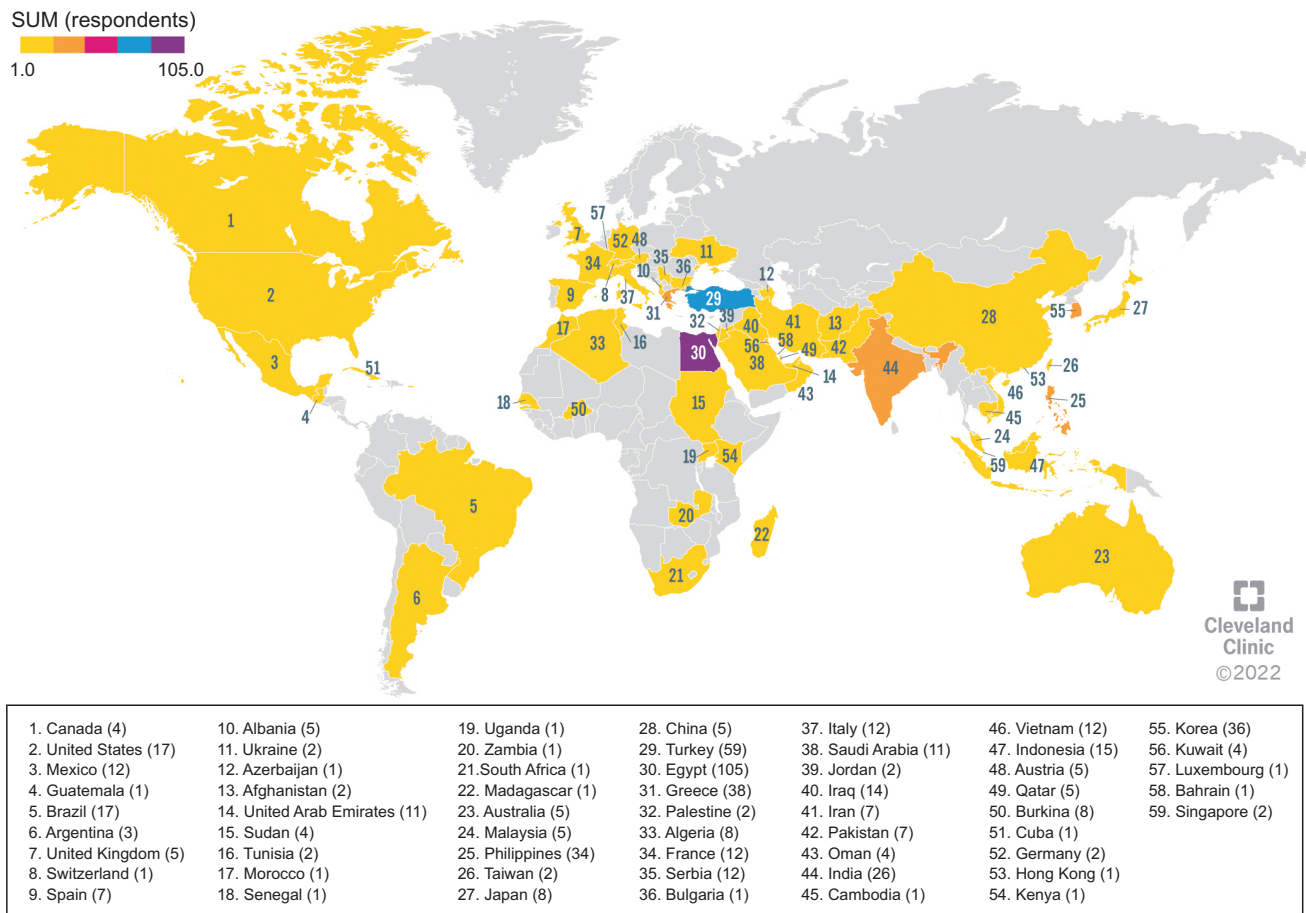 SUM (respondents)
1.0 105.0
1
2
3
4
51
5
6
57
7
52
48
34
35
11
10
36
12
9
8
37
31
29
32
39
40
41
13
28
55
27
17
33
16
30
56
58
38
49
42
14
43
44
26
53
46
25
45
24
59
47
18
50
15
19
54
20
22
21
23
Cleveland
Clinic
©2022
1. Canada (4)
2. United States (17)
3. Mexico (12)
4. Guatemala (1)
5. Brazil (17)
6. Argentina (3)
7. United Kingdom (5)
8. Switzerland (1)
9. Spain (7)
10. Albania (5)
11. Ukraine (2)
12. Azerbaijan (1)
13. Afghanistan (2)
14. United Arab Emirates (11)
15. Sudan (4)
16. Tunisia (2)
17. Morocco (1)
18. Senegal (1)
19. Uganda (1)
20. Zambia (1)
21.South Africa (1)
22. Madagascar (1)
23. Australia (5)
24. Malaysia (5)
25. Philippines (34)
26. Taiwan (2)
27. Japan (8)
28. China (5)
29. Turkey (59)
30. Egypt (105)
31. Greece (38)
32. Palestine (2)
33. Algeria (8)
34. France (12)
35. Serbia (12)
36. Bulgaria (1)
37. Italy (12)
38. Saudi Arabia (11)
39. Jordan (2)
40. Iraq (14)
41. Iran (7)
42. Pakistan (7)
43. Oman (4)
44. India (26)
45. Cambodia (1)
46. Vietnam (12)
47. Indonesia (15)
48. Austria (5)
49. Qatar (5)
50. Burkina (8)
51. Cuba (1)
52. Germany (2)
53. Hong Kong (1)
54. Kenya (1)
55. Korea (36)
56. Kuwait (4)
57. Luxembourg (1)
58. Bahrain (1)
59. Singapore (2)